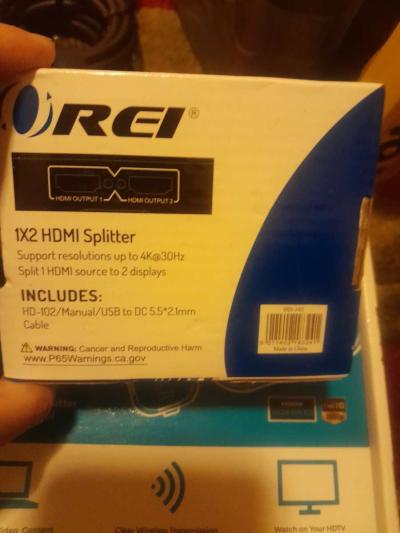 OREI®
HDMI OUTPUT 1 HDMI OUTPUT 2
1X2 HDMI Splitter
Support resolutions up to 4K@30Hz
Split 1 HDMI source to 2 displays
INCLUDES:
HD-102/Manual/USB to DC 5.5*2.1mm
Cable
WARNING: Cancer and Reproductive Harm
www.P65Warnings.ca.gov
Made in China
Video Content
Clear Wireless Transmission
Watch on Your HDTV